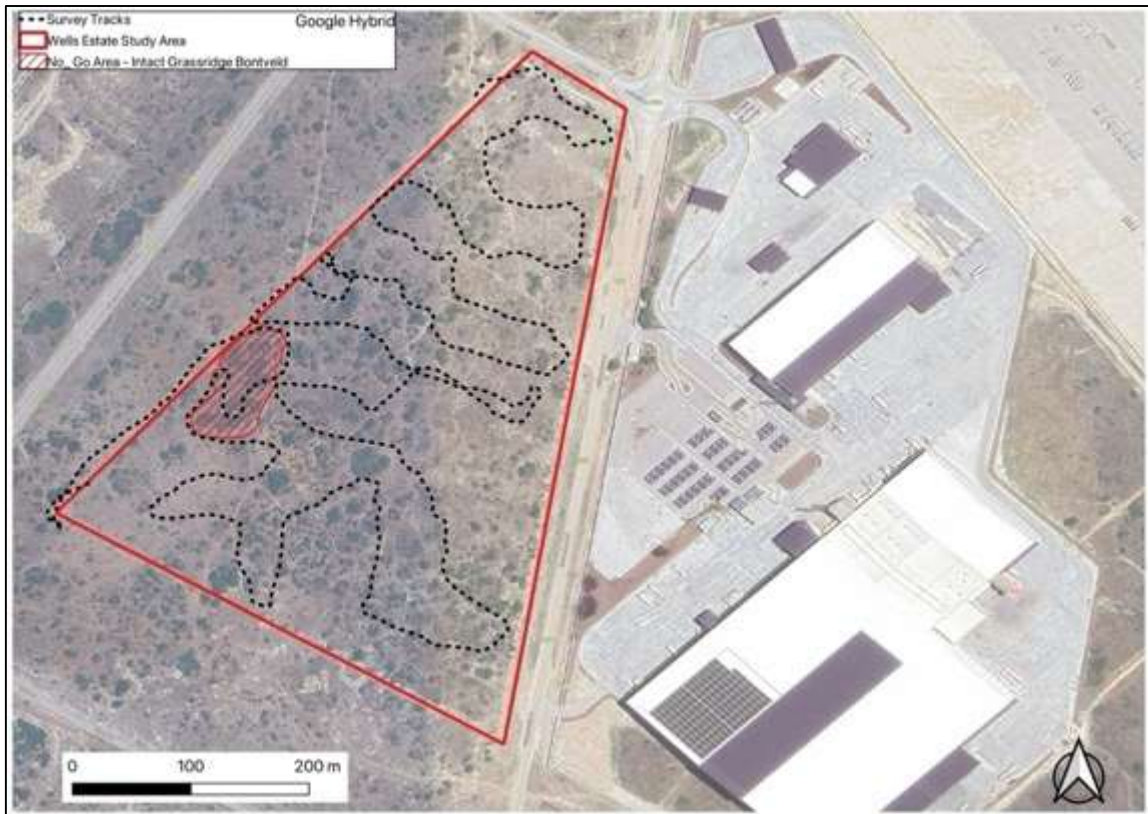 Survey Tracks
Google Hybrid
Wells Estate Study Area
No_Go Area - Intact Grassridge Bontveld
0 100 200 m